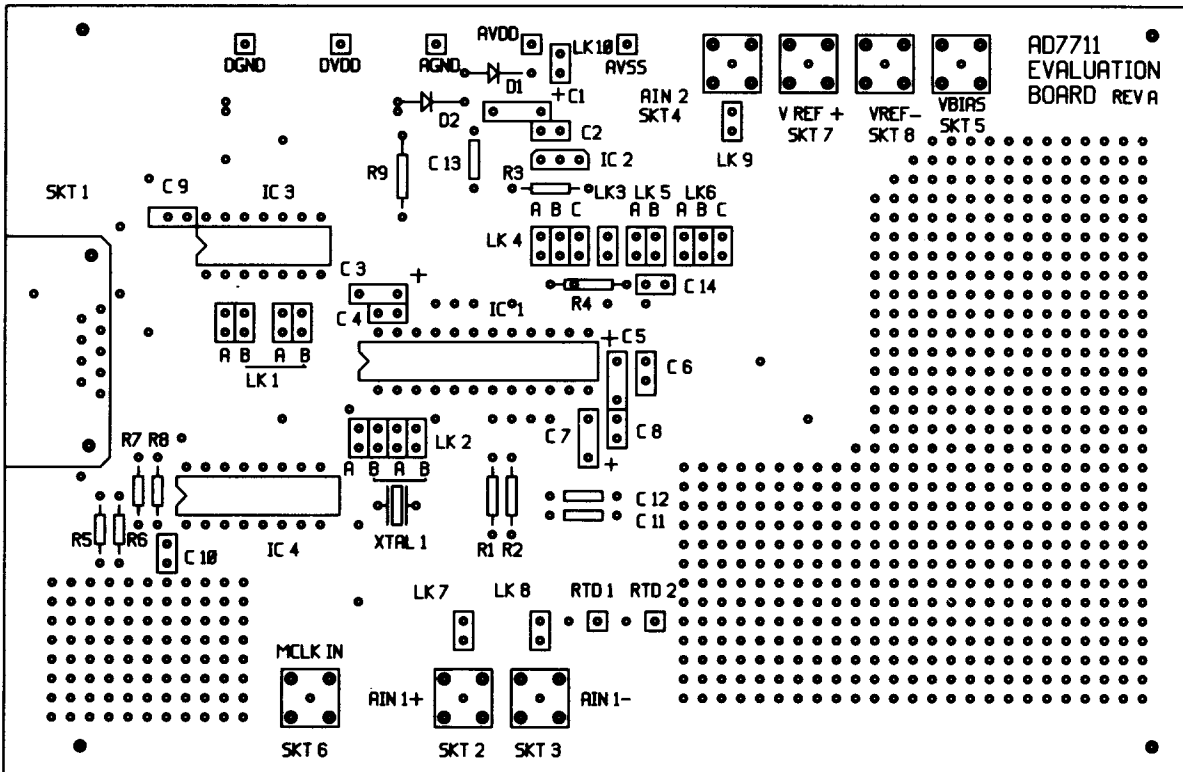 AVDD
LK10
AD7711
DGND
DVDD
AGND
AVSS
EVALUATION
D1
+
C1
BOARD REV A
AIN 2
SKT 4
V REF +
SKT 7
VREF-
SKT 8
VBIAS
SKT 5
D2
C2
LK 9
C 13
IC 2
R9
R3
SKT 1
C 9
IC 3
LK3
LK 5
LK6
A B C
A B
A B C
LK 4
C 3
+
R4
C 14
C 4
IC 1
+
C5
C 6
A B
A B
LK 1
R7
R8
LK 2
C 7
C 8
A B A B
+
C 12
C 11
R5
R6
C 10
IC 4
XTAL 1
R1
R2
LK 7
LK 8
RTD 1
RTD 2
MCLK IN
AIN 1+
AIN 1-
SKT 6
SKT 2
SKT 3